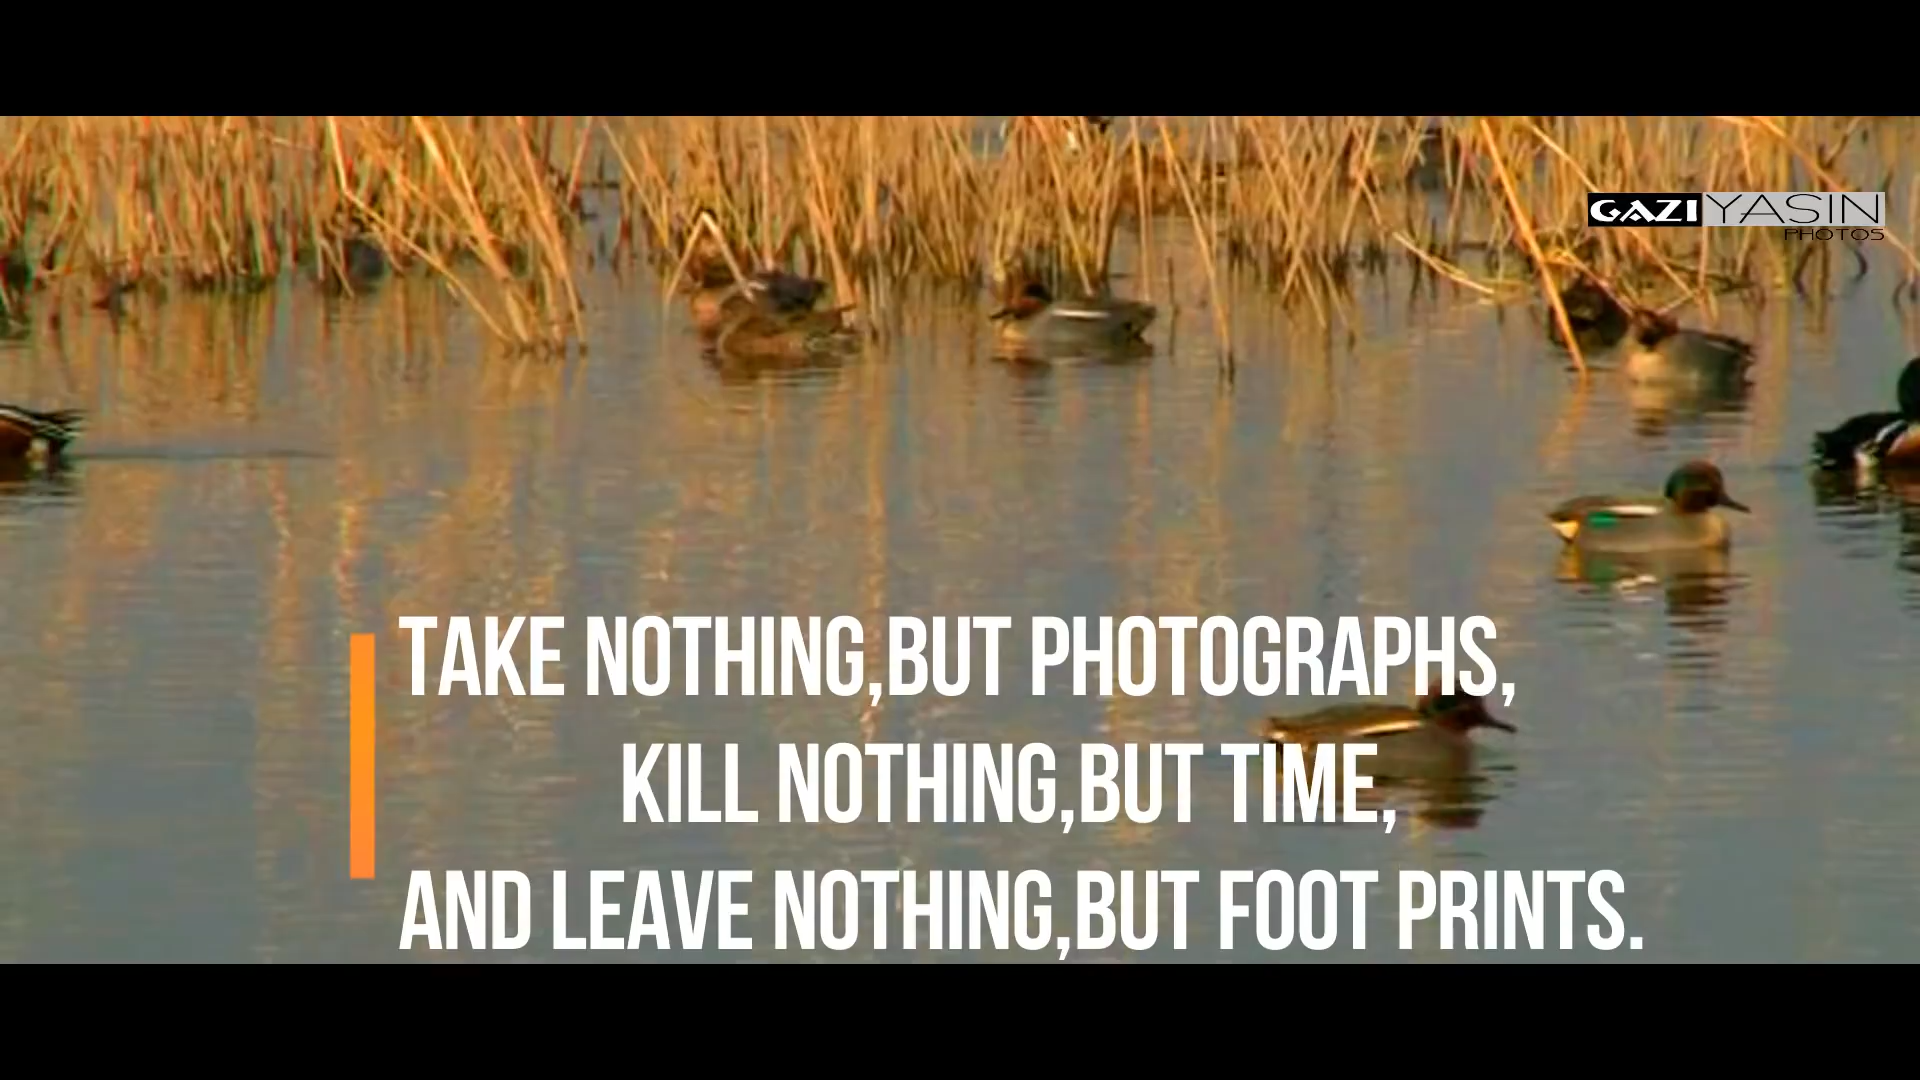 GAZI YASIN
PHOTOS
TAKE NOTHING,BUT PHOTOGRAPHS,
KILL NOTHING,BUT TIME,
AND LEAVE NOTHING,BUT FOOT PRINTS.